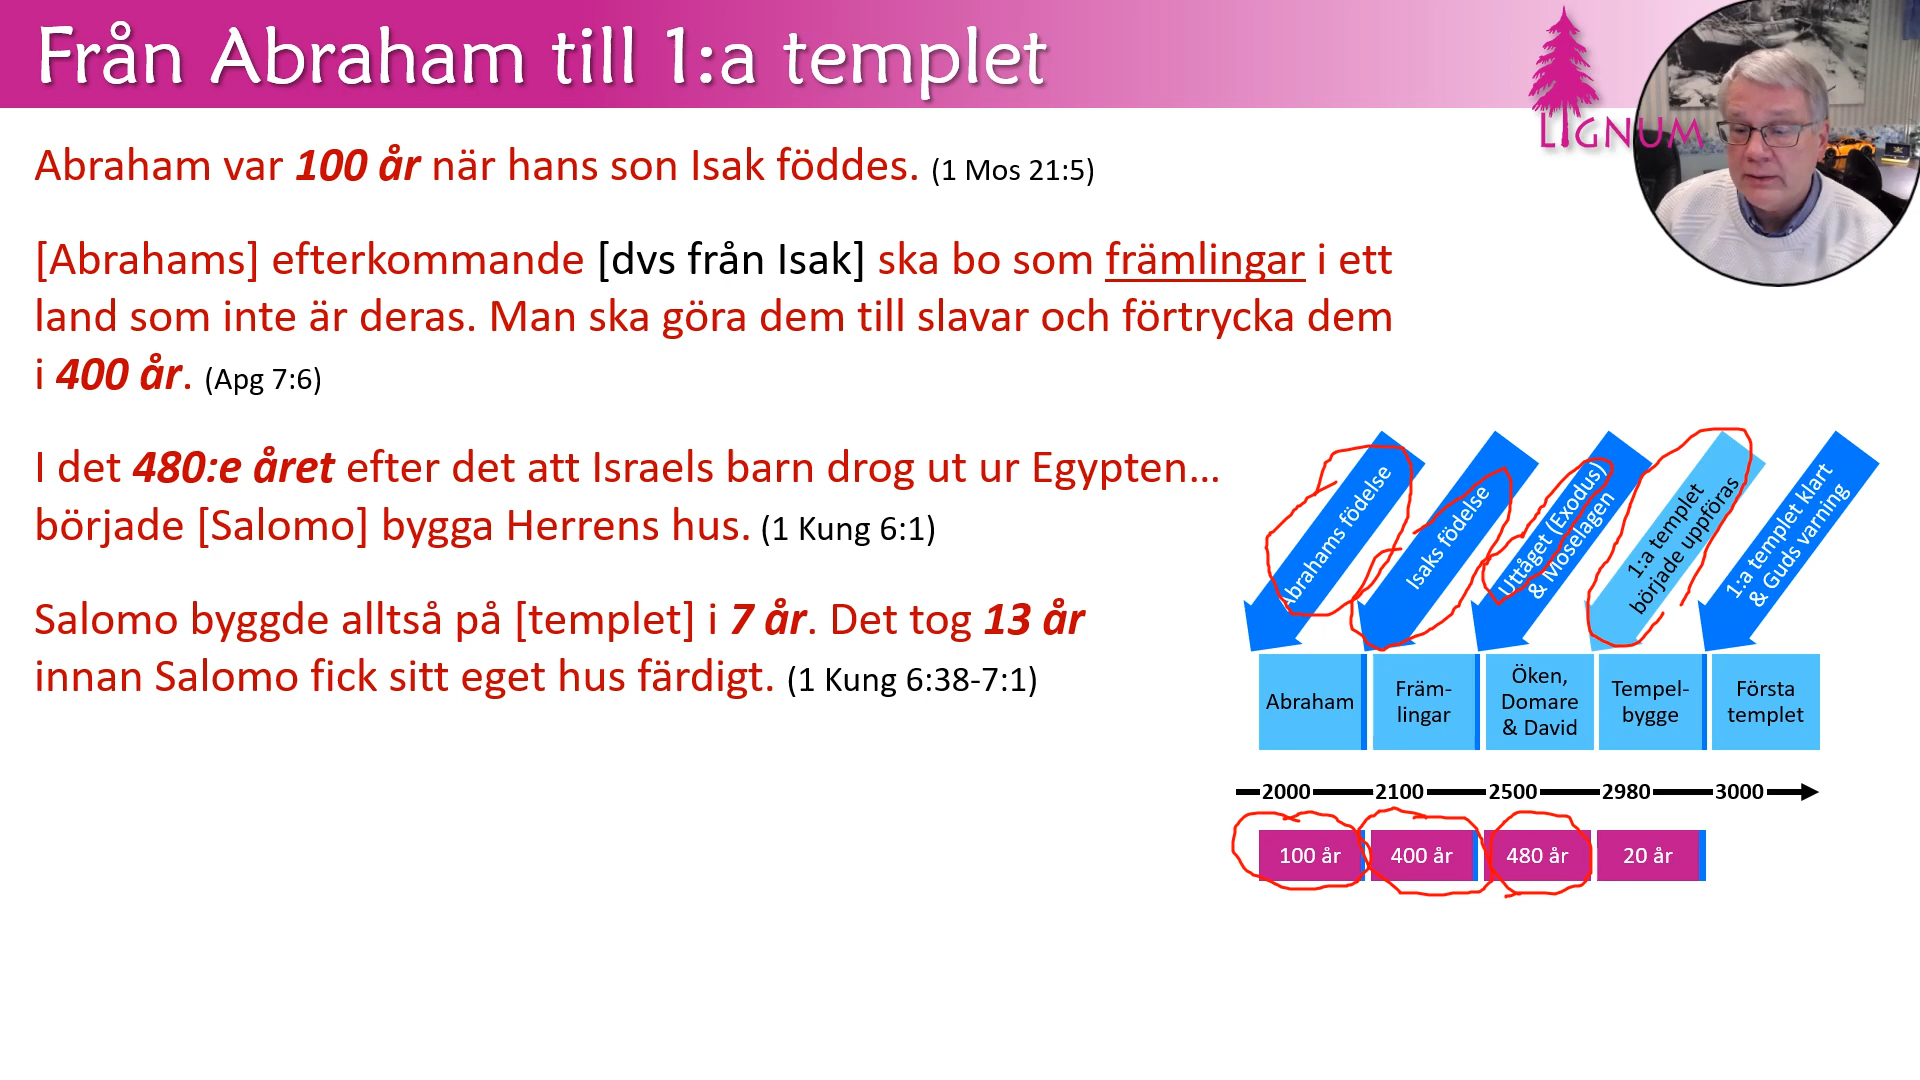 Från Abraham till 1:a templet
LIGNUM
Abraham var 100 år när hans son Isak föddes. (1 Mos 21:5)
[Abrahams] efterkommande [dvs från Isak] ska bo som främlingar i ett
land som inte är deras. Man ska göra dem till slavar och förtrycka dem
i 400 år. (Apg 7:6)
I det 480:e året efter det att Israels barn drog ut ur Egypten...
började [Salomo] bygga Herrens hus. (1 Kung 6:1)
Salomo byggde alltså på [templet] i 7 år. Det tog 13 år
innan Salomo fick sitt eget hus färdigt. (1 Kung 6:38-7:1)
Abrahams födelse
Isaks födelse
Uttåget (Exodus)
& Moselagen
1:a templet
började uppföras
1:a templet klart
& Guds varning
Abraham
Främ-
lingar
Öken,
Domare
& David
Tempel-
bygge
Första
templet
2000 2100 2500 2980 3000
100 år 400 år 480 år 20 år